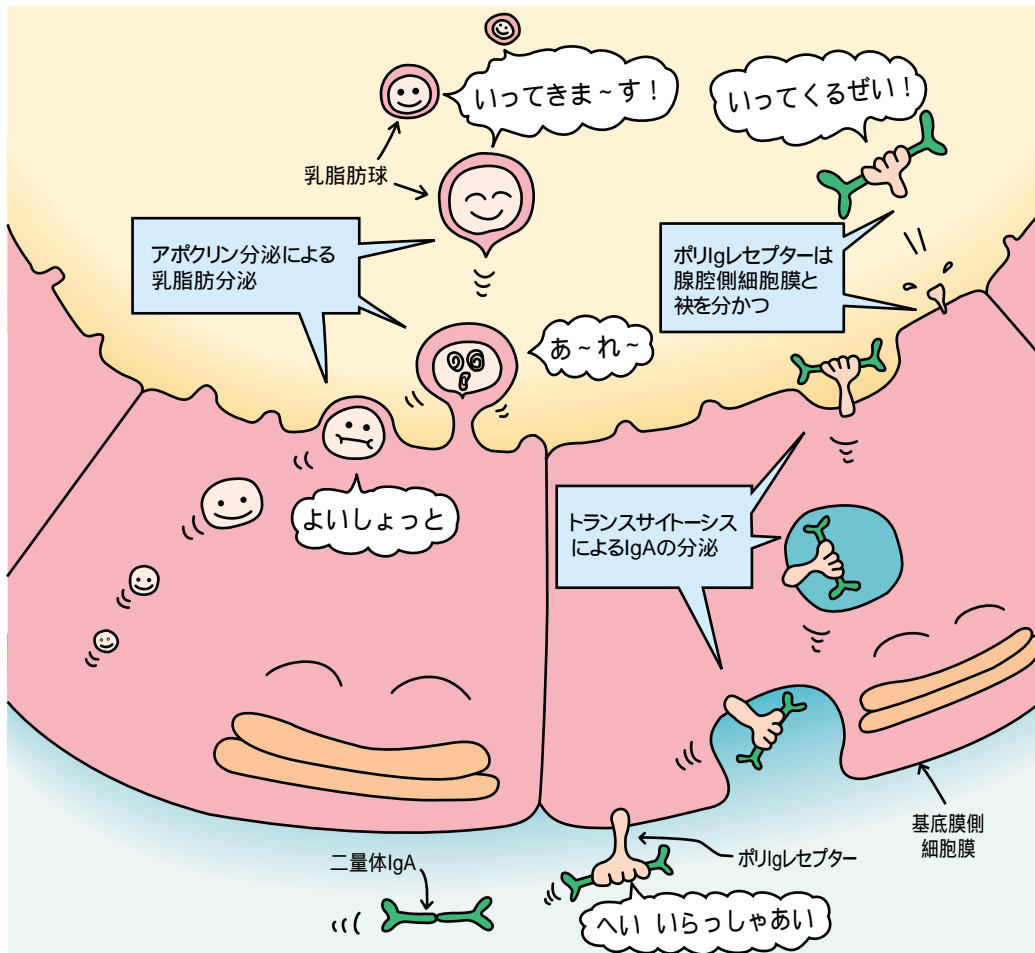 いってきま~す!
いってくるぜい!
乳脂肪球
アポクリン分泌による
乳脂肪分泌
ポリIgレセプターは
腺腔側細胞膜と
袂を分かつ
あ~れ~
よいしょっと
トランスサイトーシス
によるIgAの分泌
基底膜側
細胞膜
二量体IgA
ポリIgレセプター
へい いらっしゃあい